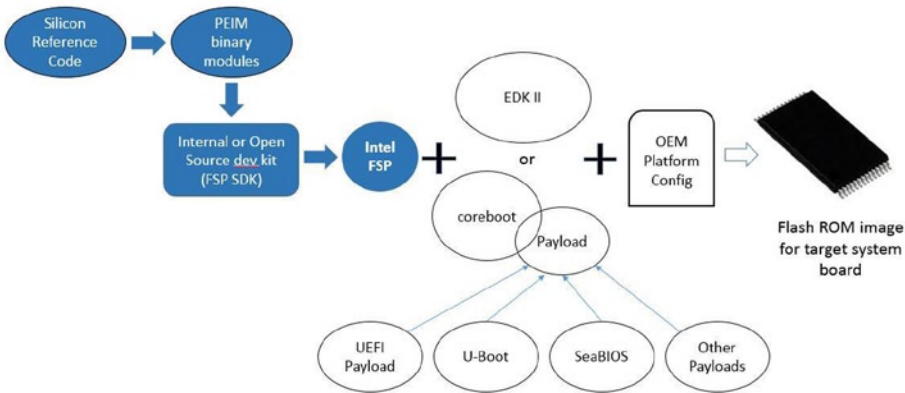 Silicon
Reference
Code
PEIM
binary
modules
Internal or Open
Source dev kit
(FSP SDK)
Intel
FSP
+
EDK II
or
coreboot
Payload
+
OEM
Platform
Config
Flash ROM image
for target system
board
UEFI
Payload
U-Boot
SeaBIOS
Other
Payloads